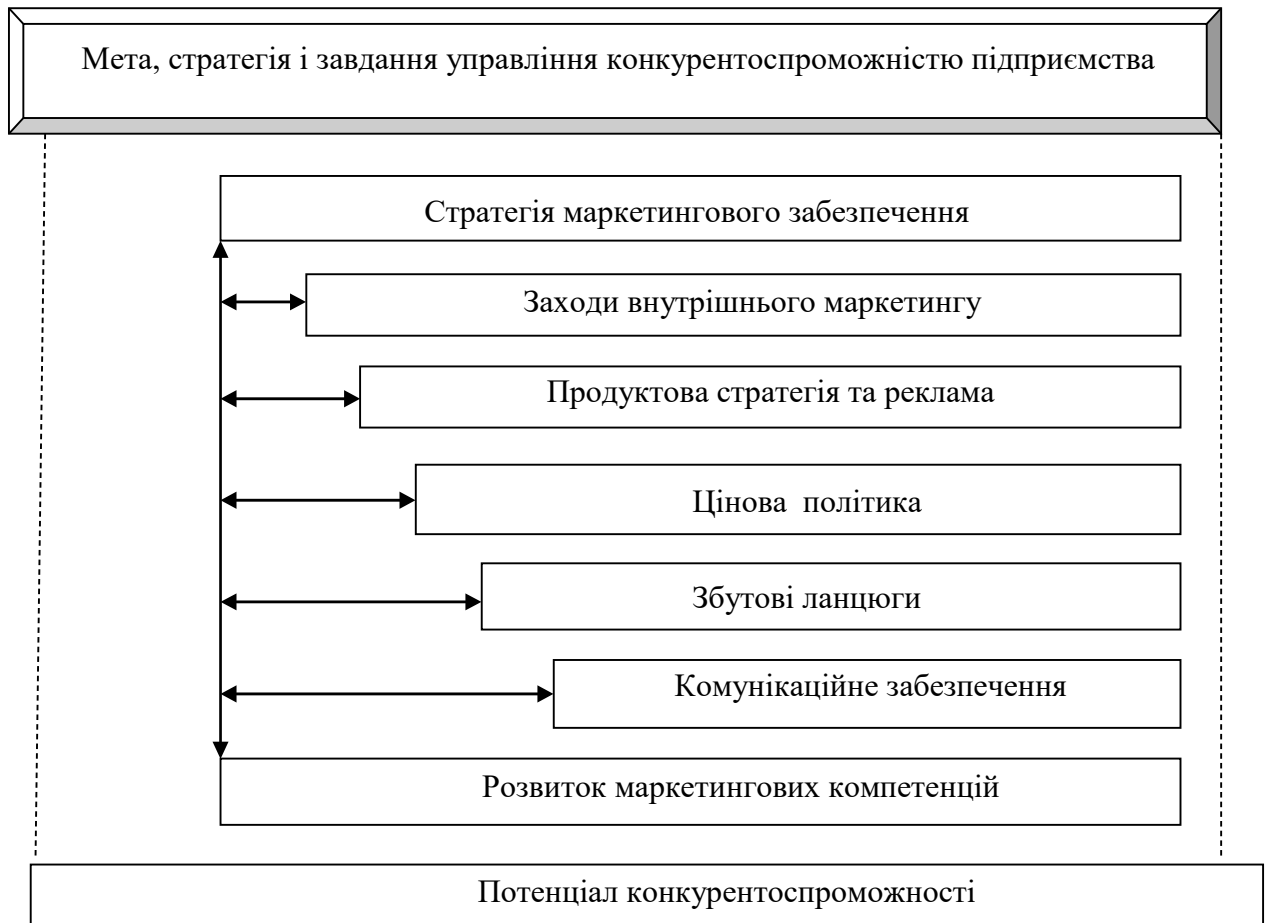 Мета, стратегія і завдання управління конкурентоспроможністю підприємства
Стратегія маркетингового забезпечення
Заходи внутрішнього маркетингу
Продуктова стратегія та реклама
Цінова політика
Збутові ланцюги
Комунікаційне забезпечення
Розвиток маркетингових компетенцій
Потенціал конкурентоспроможності